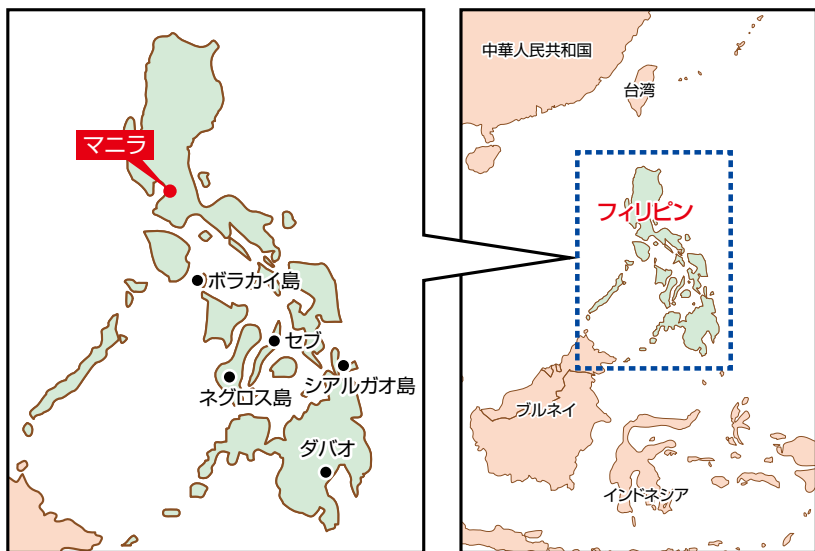 マニラ
ボラカイ島
セブ
シアルガオ島
ネグロス島
ダバオ
中華人民共和国
台湾
フィリピン
ブルネイ
インドネシア